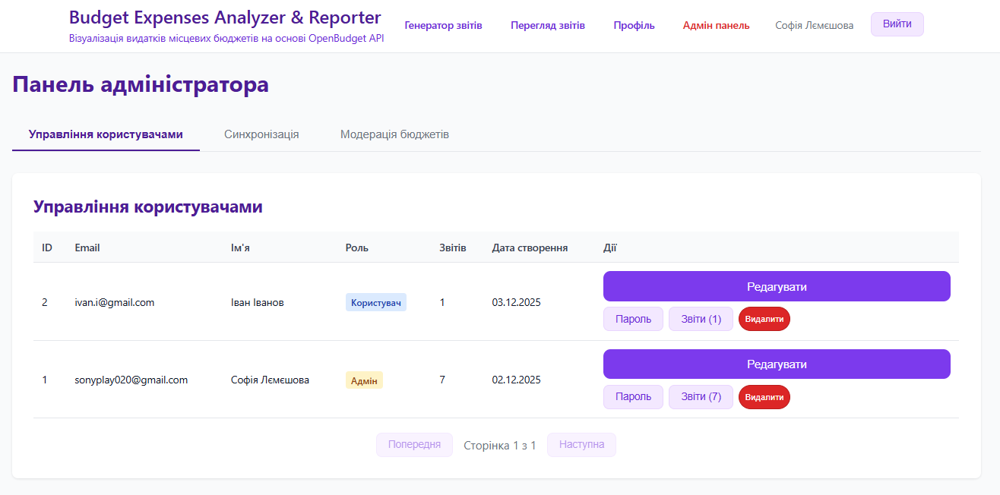 Budget Expenses Analyzer & Reporter
Візуалізація видатків місцевих бюджетів на основі OpenBudget API
Генератор звітів Перегляд звітів Профіль Адмін панель Софія Лємєшова Вийти
Панель адміністратора
Управління користувачами Синхронізація Модерація бюджетів
Управління користувачами
ID Email Ім'я Роль Звітів Дата створення Дії
Редагувати
2 ivan.i@gmail.com Іван Іванов Користувач 1 03.12.2025
Пароль Звіти (1) Видалити
Редагувати
1 sonyplay020@gmail.com Софія Лємєшова Адмін 7 02.12.2025
Пароль Звіти (7) Видалити
Попередня Сторінка 1 з 1 Наступна